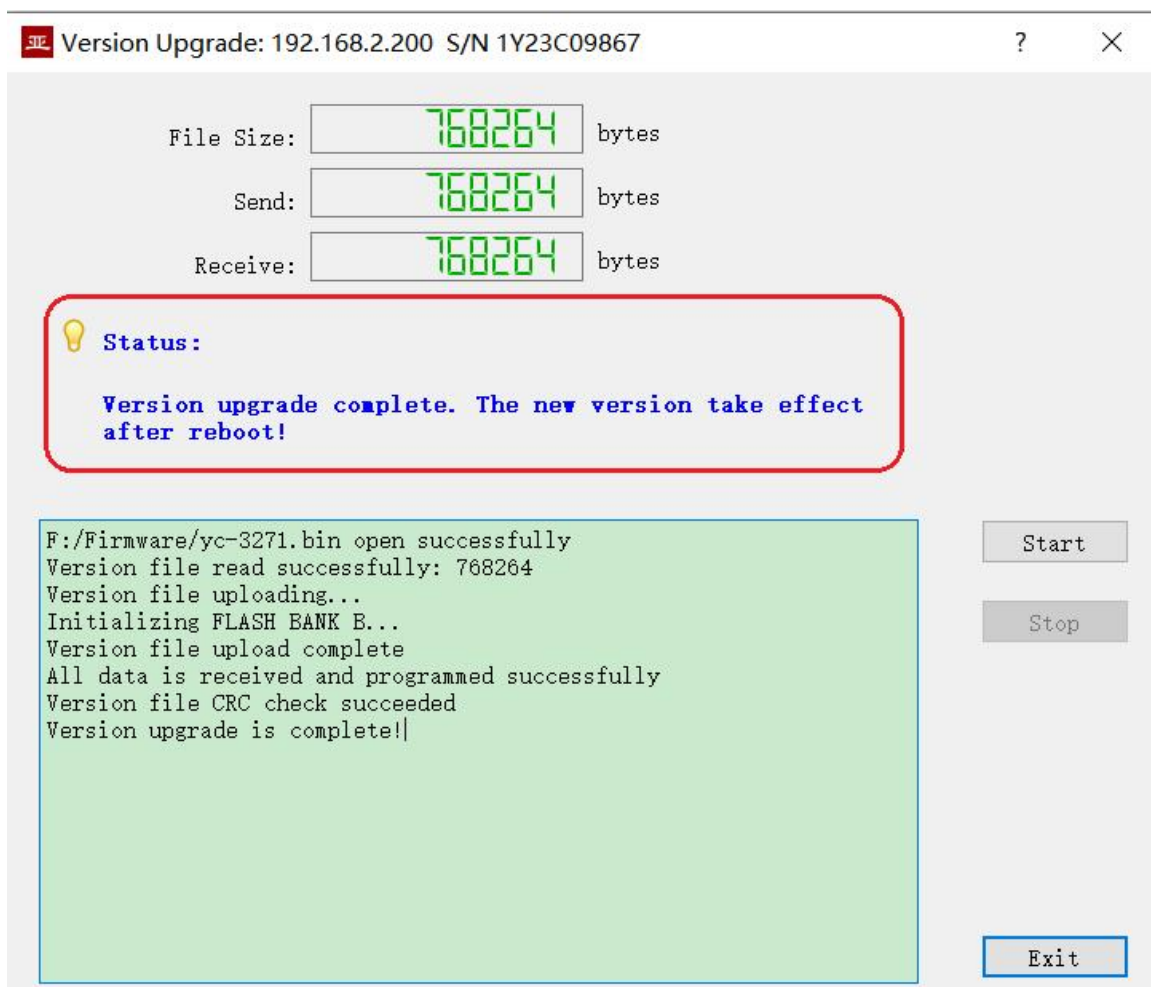 亚 Version Upgrade: 192.168.2.200 S/N 1Y23C09867 ?
File Size: 768264 bytes
Send: 768264 bytes
Receive: 768264 bytes
Status:
Version upgrade complete. The new version take effect
after reboot!
F:/Firmware/yc-3271.bin open successfully
Version file read successfully: 768264
Version file uploading...
Initializing FLASH BANK B...
Version file upload complete
All data is received and programmed successfully
Version file CRC check succeeded
Version upgrade is complete!
Start
Stop
Exit